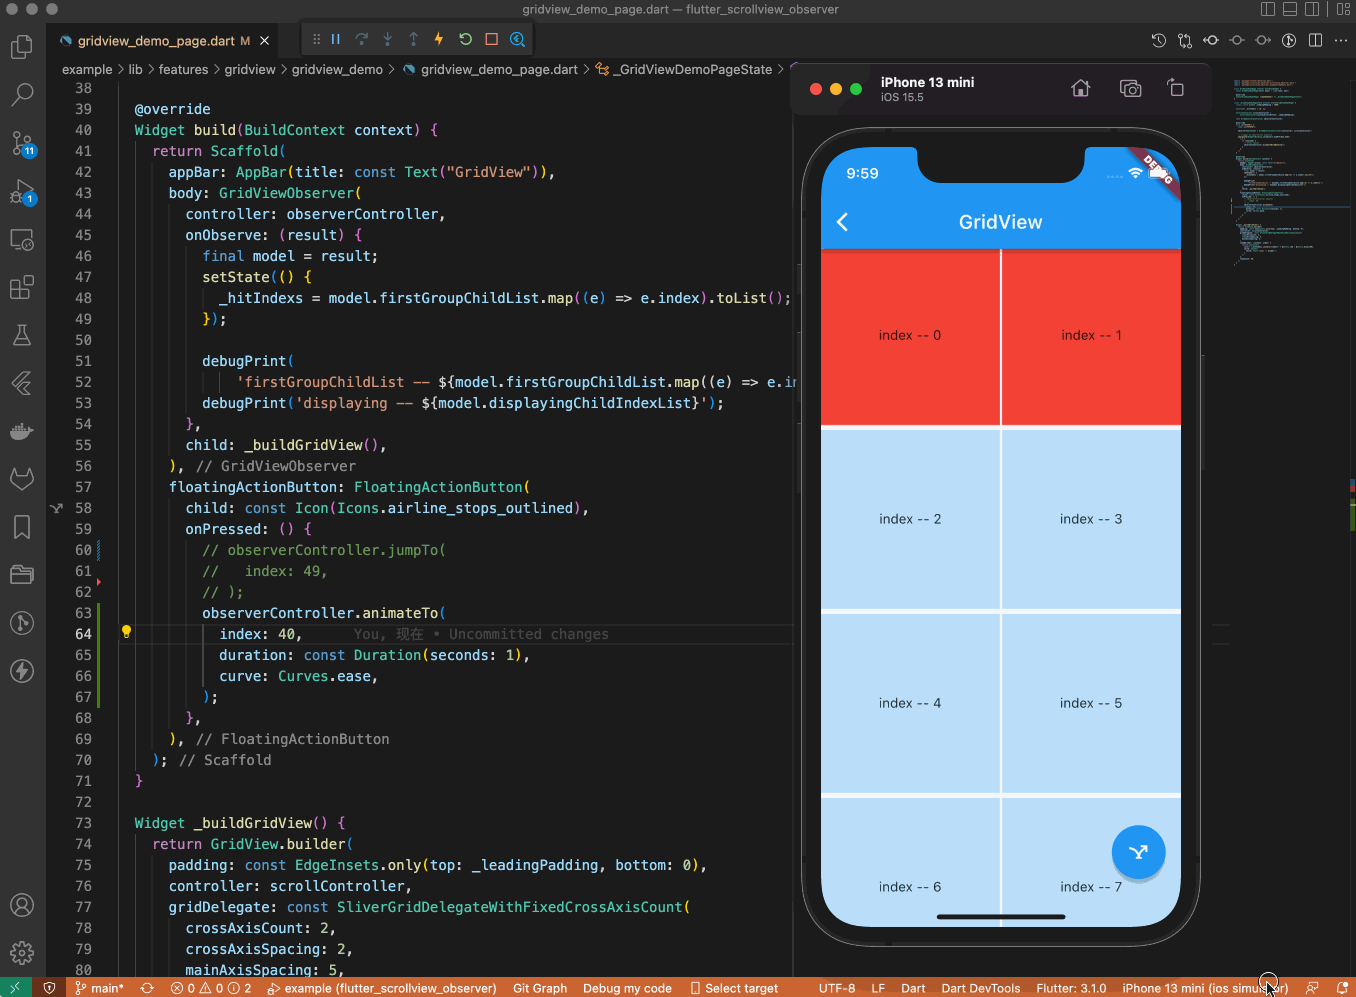 gridview_demo_page.dart — flutter_scrollview_observer
gridview_demo_page.dart M
example > lib > features > gridview > gridview_demo > gridview_demo_page.dart > _GridViewDemoPageState >
38
39 @override
40 Widget build(BuildContext context) {
41 return Scaffold(
42 appBar: AppBar(title: const Text("GridView")),
43 body: GridViewObserver(
44 controller: observerController,
45 onObserve: (result) {
46 final model = result;
47 setState(() {
48 _hitIndexs = model.firstGroupChildList.map((e) => e.index).toList();
49 });
50
51 debugPrint(
52 'firstGroupChildList -- ${model.firstGroupChildList.map((e) => e.in
53 debugPrint('displaying -- ${model.displayingChildIndexList}');
54 },
55 child: _buildGridView(),
56 ), // GridViewObserver
57 floatingActionButton: FloatingActionButton(
58 child: const Icon(Icons.airline_stops_outlined),
59 onPressed: () {
60 // observerController.jumpTo(
61 // index: 49,
62 // );
63 observerController.animateTo(
64 index: 40, You, 现在 • Uncommitted changes
65 duration: const Duration(seconds: 1),
66 curve: Curves.ease,
67 );
68 },
69 ), // FloatingActionButton
70 ); // Scaffold
71 }
72
73 Widget _buildGridView() {
74 return GridView.builder(
75 padding: const EdgeInsets.only(top: _leadingPadding, bottom: 0),
76 controller: scrollController,
77 gridDelegate: const SliverGridDelegateWithFixedCrossAxisCount(
78 crossAxisCount: 2,
79 crossAxisSpacing: 2,
80 mainAxisSpacing: 5,
11
1
iPhone 13 mini
iOS 15.5
9:59
DEBUG
GridView
index -- 0
index -- 1
index -- 2
index -- 3
index -- 4
index -- 5
index -- 6
index -- 7
main* 0 0 2 example (flutter_scrollview_observer) Git Graph Debug my code Select target UTF-8 LF Dart Dart DevTools Flutter: 3.1.0 iPhone 13 mini (ios simulator)